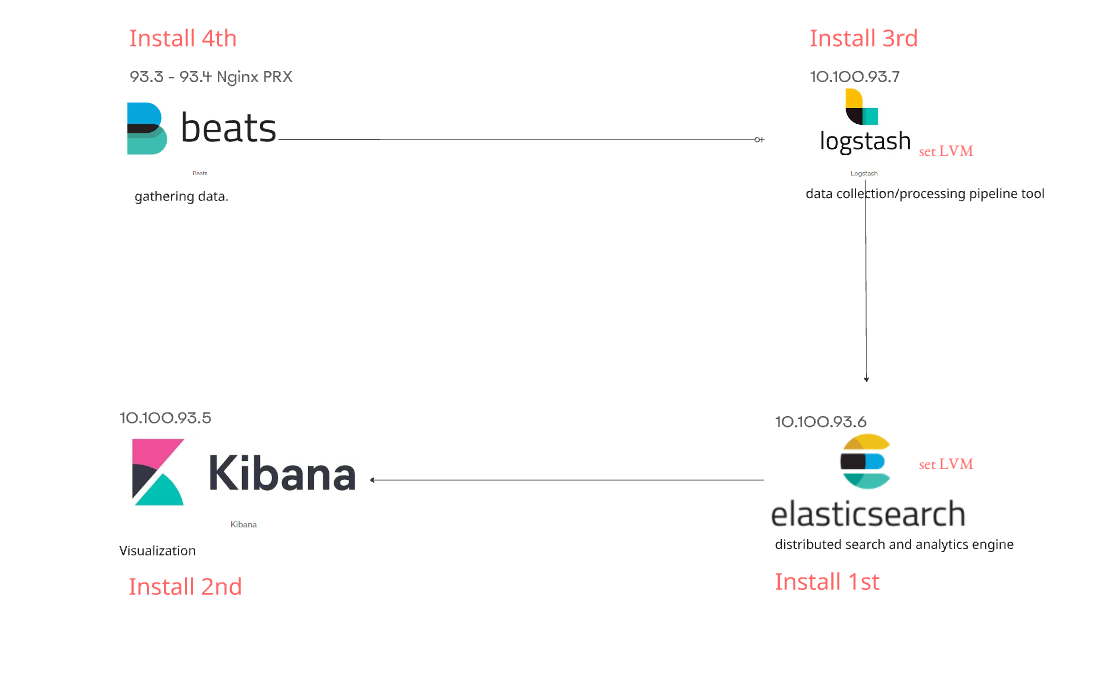 Install 4th
93.3 - 93.4 Nginx PRX
beats
Beats
gathering data.
Install 3rd
10.100.93.7
logstash
set LVM
Logstash
data collection/processing pipeline tool
10.100.93.5
Kibana
Kibana
Visualization
Install 2nd
10.100.93.6
set LVM
elasticsearch
distributed search and analytics engine
Install 1st